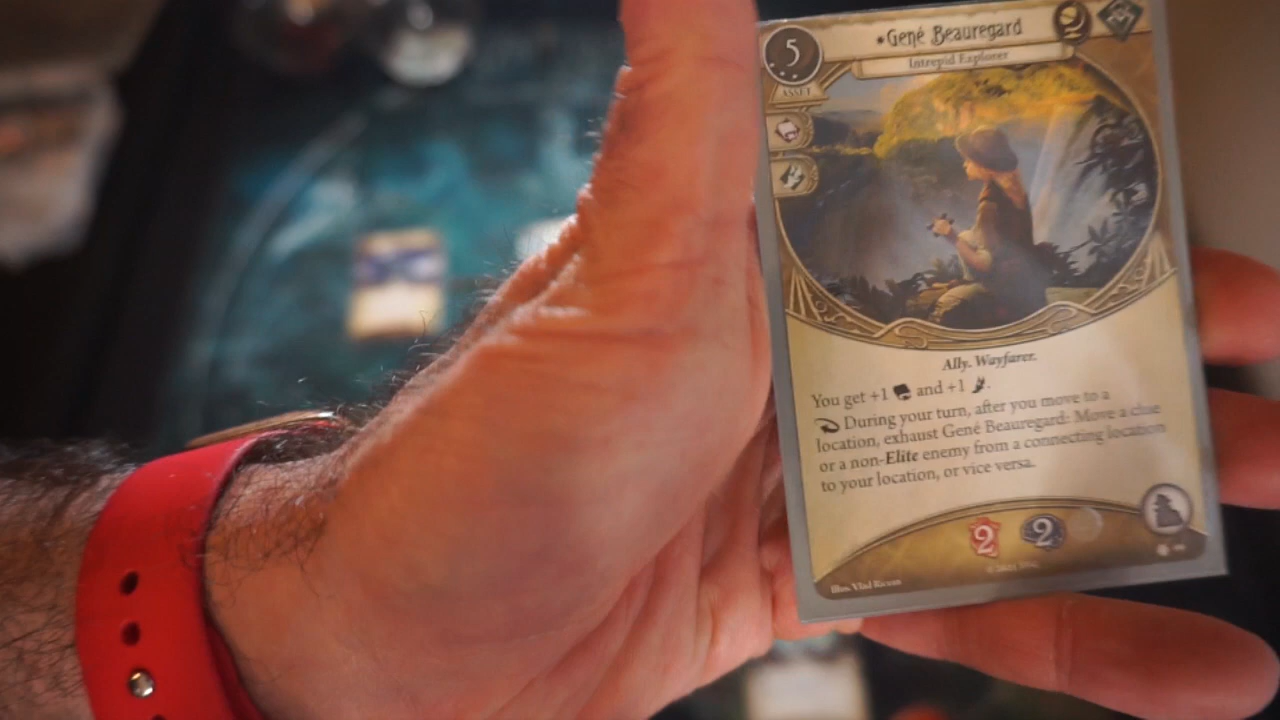 5
Gené Beauregard
Intrepid Explorer
ASSET
Ally. Wayfarer.
You get +1 and +1 .
During your turn, after you move to a
location, exhaust Gené Beauregard: Move a clue
or a non-Elite enemy from a connecting location
to your location, or vice versa.
2 2
Illus. Vlad Ricean